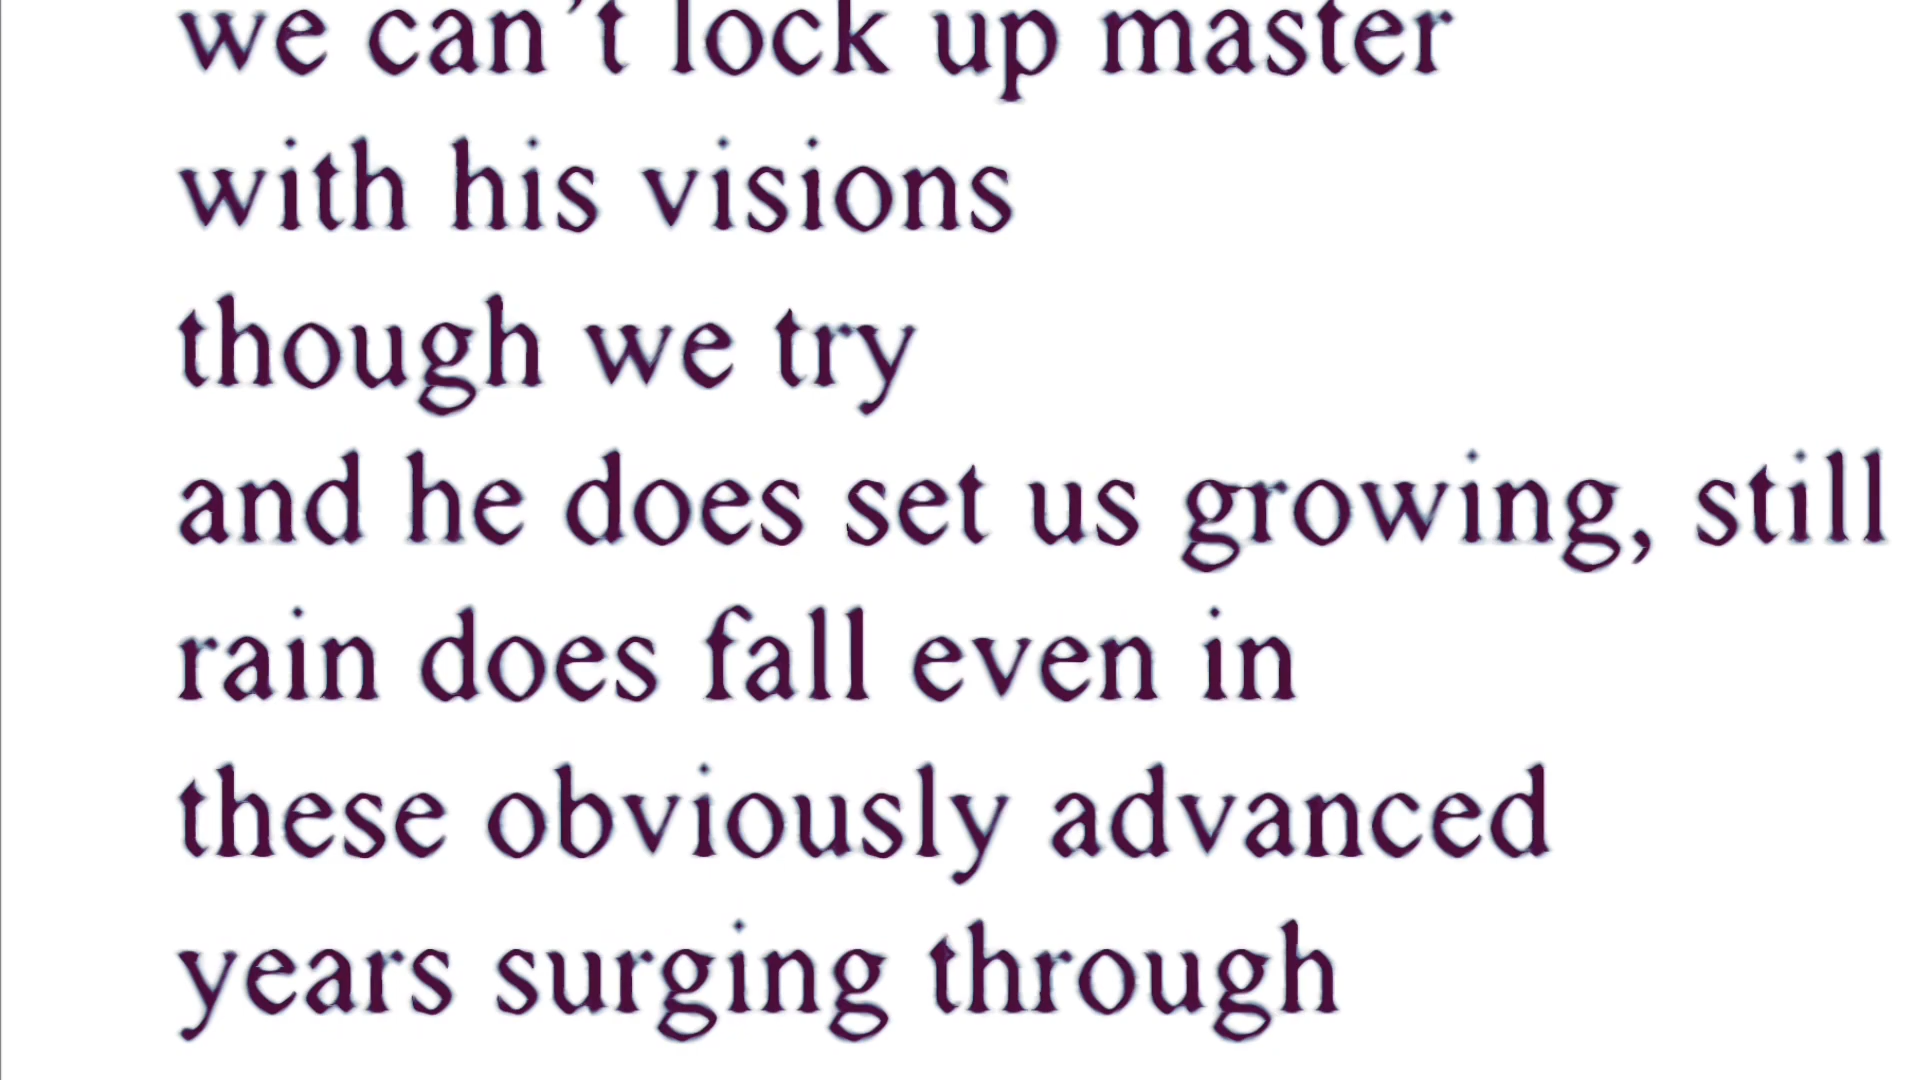 we can’t lock up master
with his visions
though we try
and he does set us growing, still
rain does fall even in
these obviously advanced
years surging through